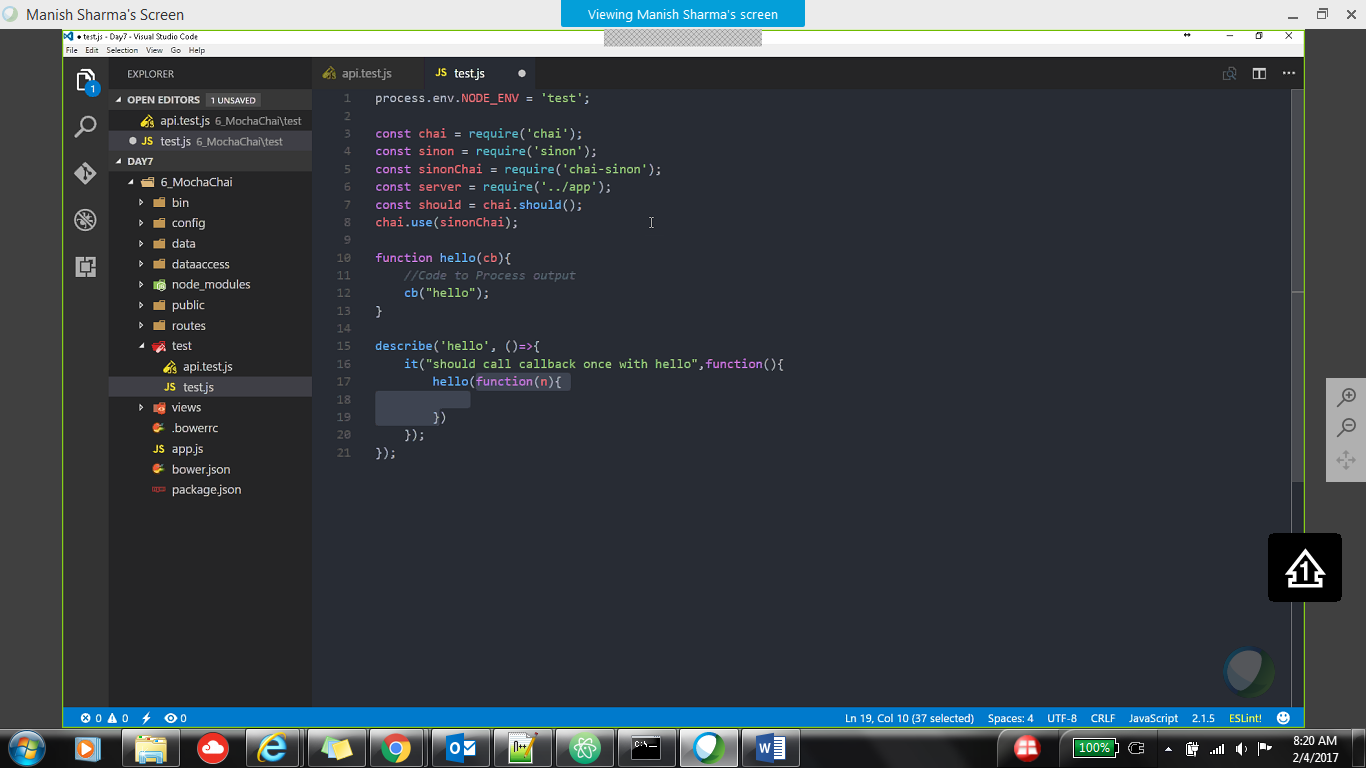 Manish Sharma's Screen
Viewing Manish Sharma's screen
● test.js - Day7 - Visual Studio Code
File Edit Selection View Go Help
EXPLORER
api.test.js
JS test.js
1
OPEN EDITORS 1 UNSAVED
api.test.js 6_MochaChai\test
JS test.js 6_MochaChai\test
DAY7
6_MochaChai
bin
config
data
dataaccess
node_modules
public
routes
test
api.test.js
JS test.js
views
.bowerrc
JS app.js
bower.json
package.json
1 process.env.NODE_ENV = 'test';
2
3 const chai = require('chai');
4 const sinon = require('sinon');
5 const sinonChai = require('chai-sinon');
6 const server = require('../app');
7 const should = chai.should();
8 chai.use(sinonChai);
9
10 function hello(cb){
11 //Code to Process output
12 cb("hello");
13 }
14
15 describe('hello', ()=>{
16 it("should call callback once with hello",function(){
17 hello(function(n){
18
19 })
20 });
21 });
1
0 0 0
Ln 19, Col 10 (37 selected) Spaces: 4 UTF-8 CRLF JavaScript 2.1.5 ESLint!
C:\_
100%
8:20 AM
2/4/2017